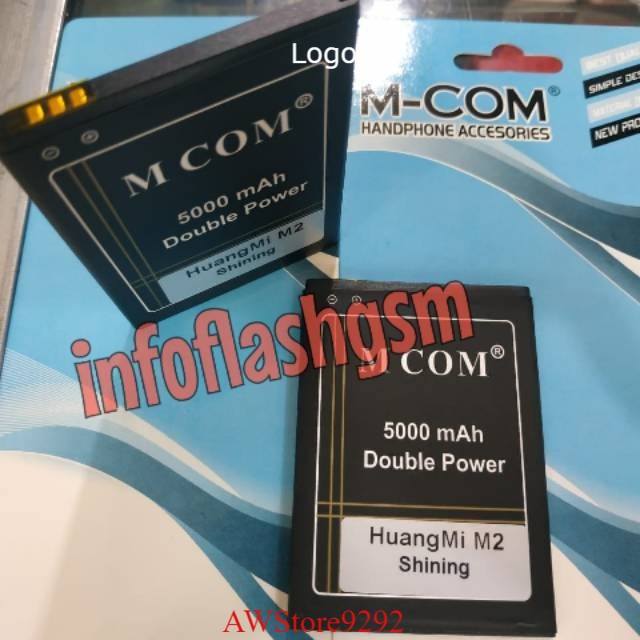 Logo
M-COM®
HANDPHONE ACCESORIES
SIMPLE DES
NEW PRO
M COM®
5000 mAh
Double Power
HuangMi M2
Shining
infoflashgsm
M COM®
5000 mAh
Double Power
HuangMi M2
Shining
AWStore9292